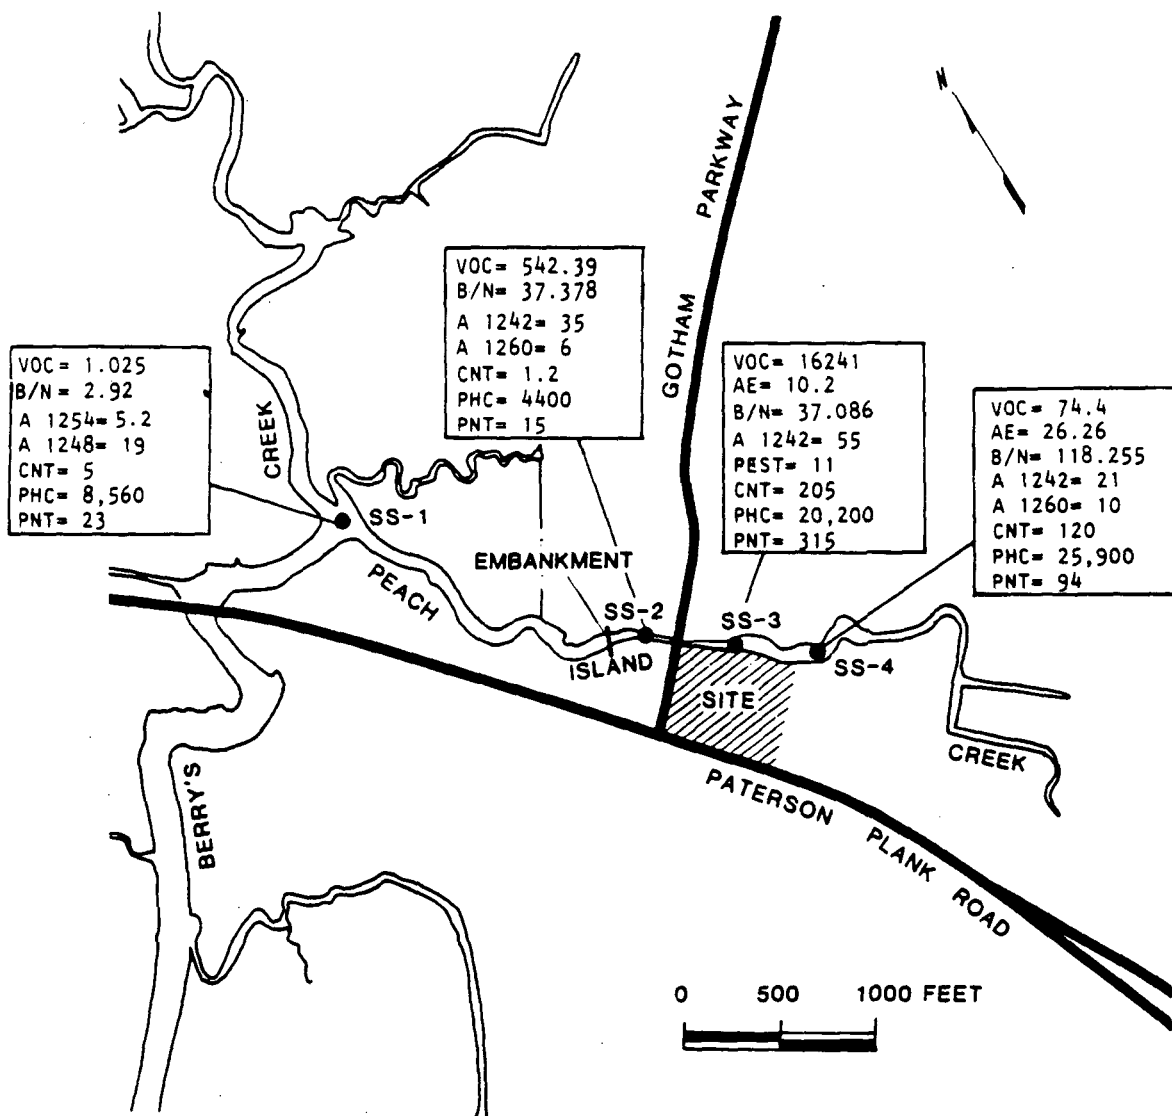 N
GOTHAM PARKWAY
VOC= 542.39
B/N= 37.378
A 1242= 35
A 1260= 6
CNT= 1.2
PHC= 4400
PNT= 15
VOC= 1.025
B/N= 2.92
A 1254= 5.2
A 1248= 19
CNT= 5
PHC= 8,560
PNT= 23
VOC= 16241
AE= 10.2
B/N= 37.086
A 1242= 55
PEST= 11
CNT= 205
PHC= 20,200
PNT= 315
VOC= 74.4
AE= 26.26
B/N= 118.255
A 1242= 21
A 1260= 10
CNT= 120
PHC= 25,900
PNT= 94
CREEK
SS-1
EMBANKMENT
PEACH
ISLAND
CREEK
SS-2
SS-3
SS-4
SITE
BERRY'S
PATERSON PLANK ROAD
0 500 1000 FEET